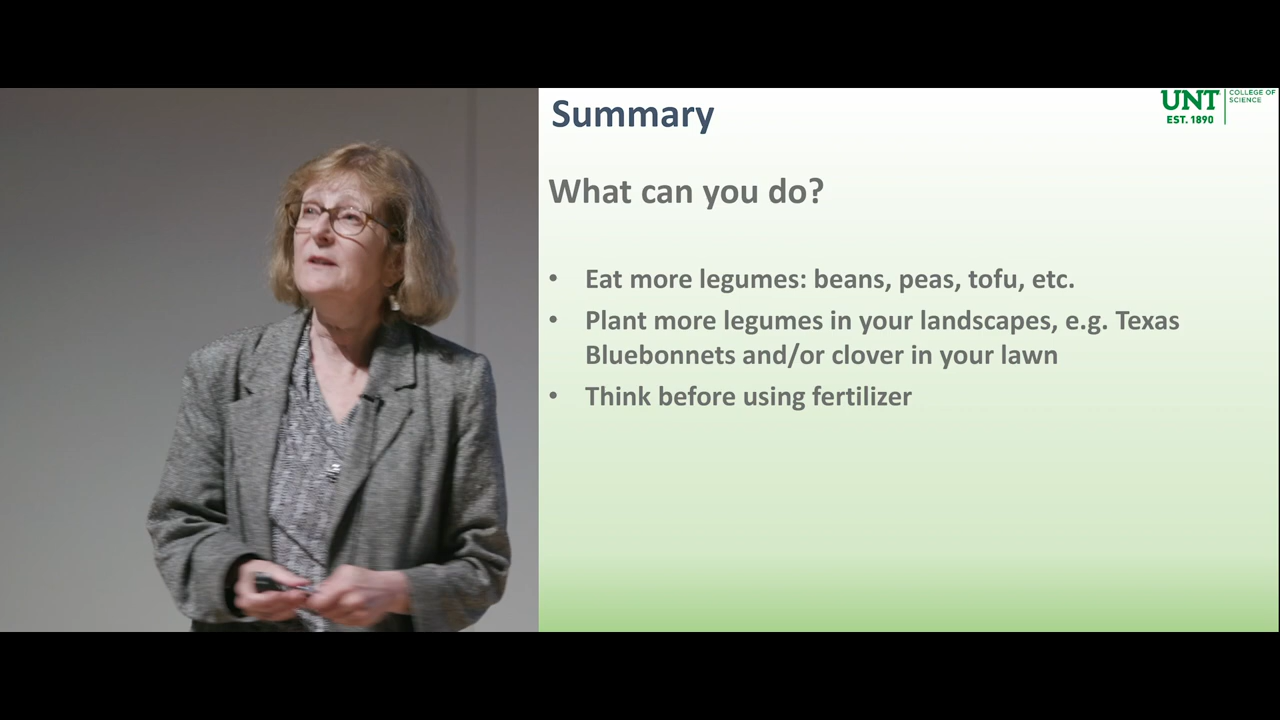 Summary
UNT
COLLEGE OF
SCIENCE
EST. 1890
What can you do?
• Eat more legumes: beans, peas, tofu, etc.
• Plant more legumes in your landscapes, e.g. Texas
Bluebonnets and/or clover in your lawn
• Think before using fertilizer